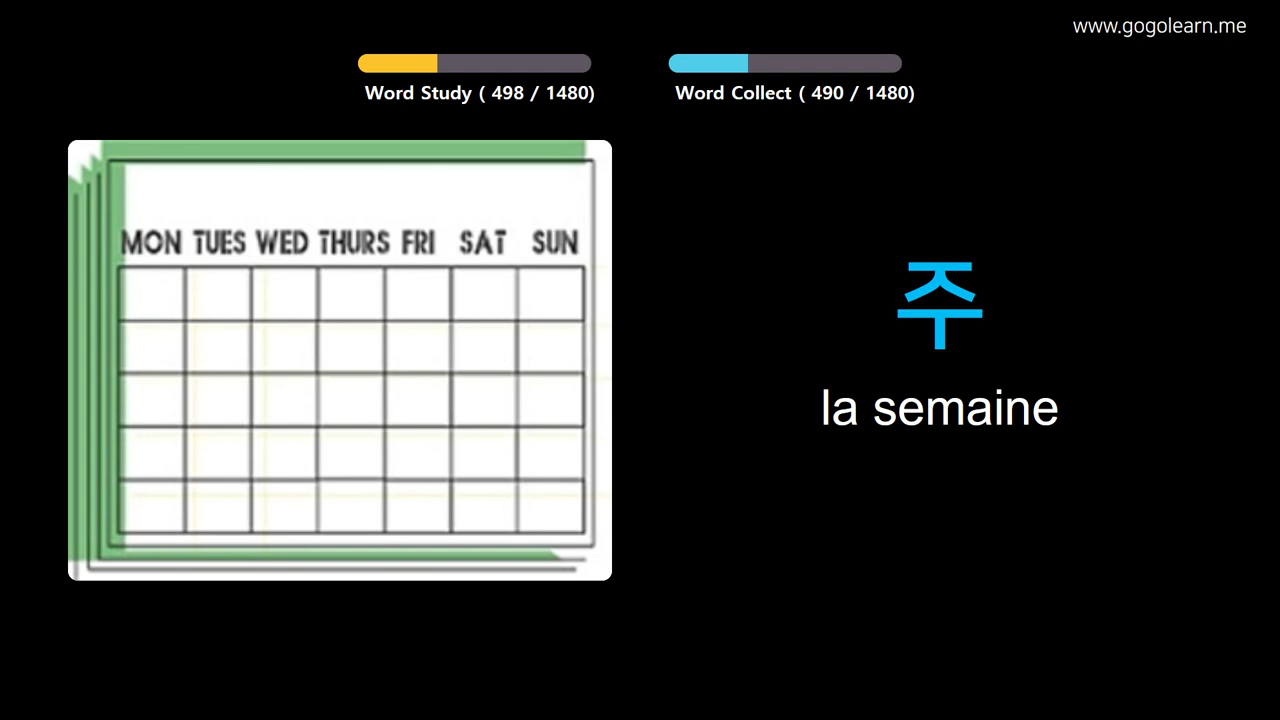 www.gogolearn.me
Word Study ( 498 / 1480)
Word Collect ( 490 / 1480)
MON TUES WED THURS FRI SAT SUN
주
la semaine